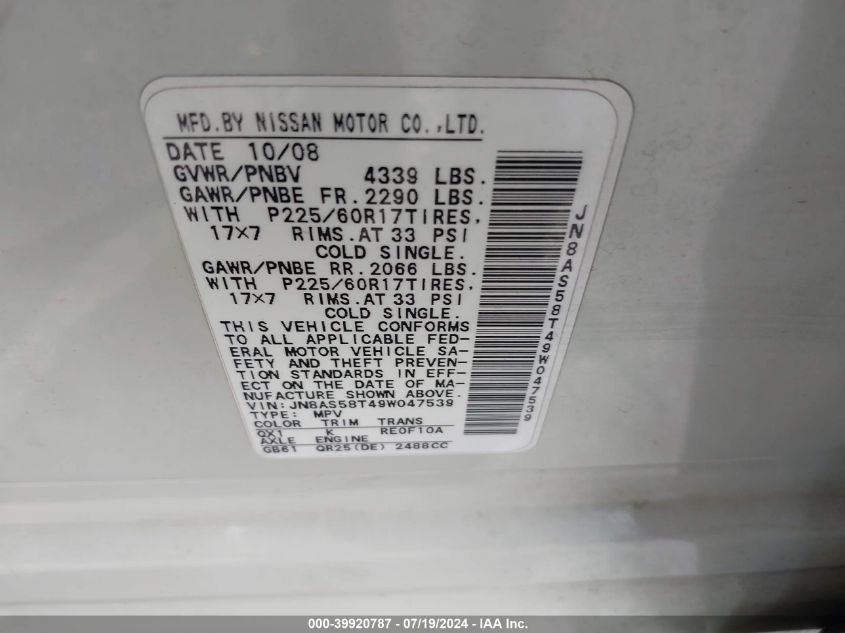 MFD.BY NISSAN MOTOR CO.,LTD.
DATE 10/08
GVWR/PNBV 4339 LBS.
GAWR/PNBE FR.2290 LBS.
WITH P225/60R17TIRES,
17x7 RIMS.AT 33 PSI
COLD SINGLE.
GAWR/PNBE RR.2066 LBS.
WITH P225/60R17TIRES,
17x7 RIMS.AT 33 PSI
COLD SINGLE.
THIS VEHICLE CONFORMS
TO ALL APPLICABLE FED-
ERAL MOTOR VEHICLE SA-
FETY AND THEFT PREVEN-
TION STANDARDS IN EFF-
ECT ON THE DATE OF MA-
NUFACTURE SHOWN ABOVE.
VIN: JN8AS58T49W047539
TYPE: MPV
COLOR TRIM TRANS
QX1 K RE0F10A
AXLE ENGINE
GB61 QR25(DE) 2488CC
JN8AS58T49W047539
000-39920787 - 07/19/2024 - IAA Inc.